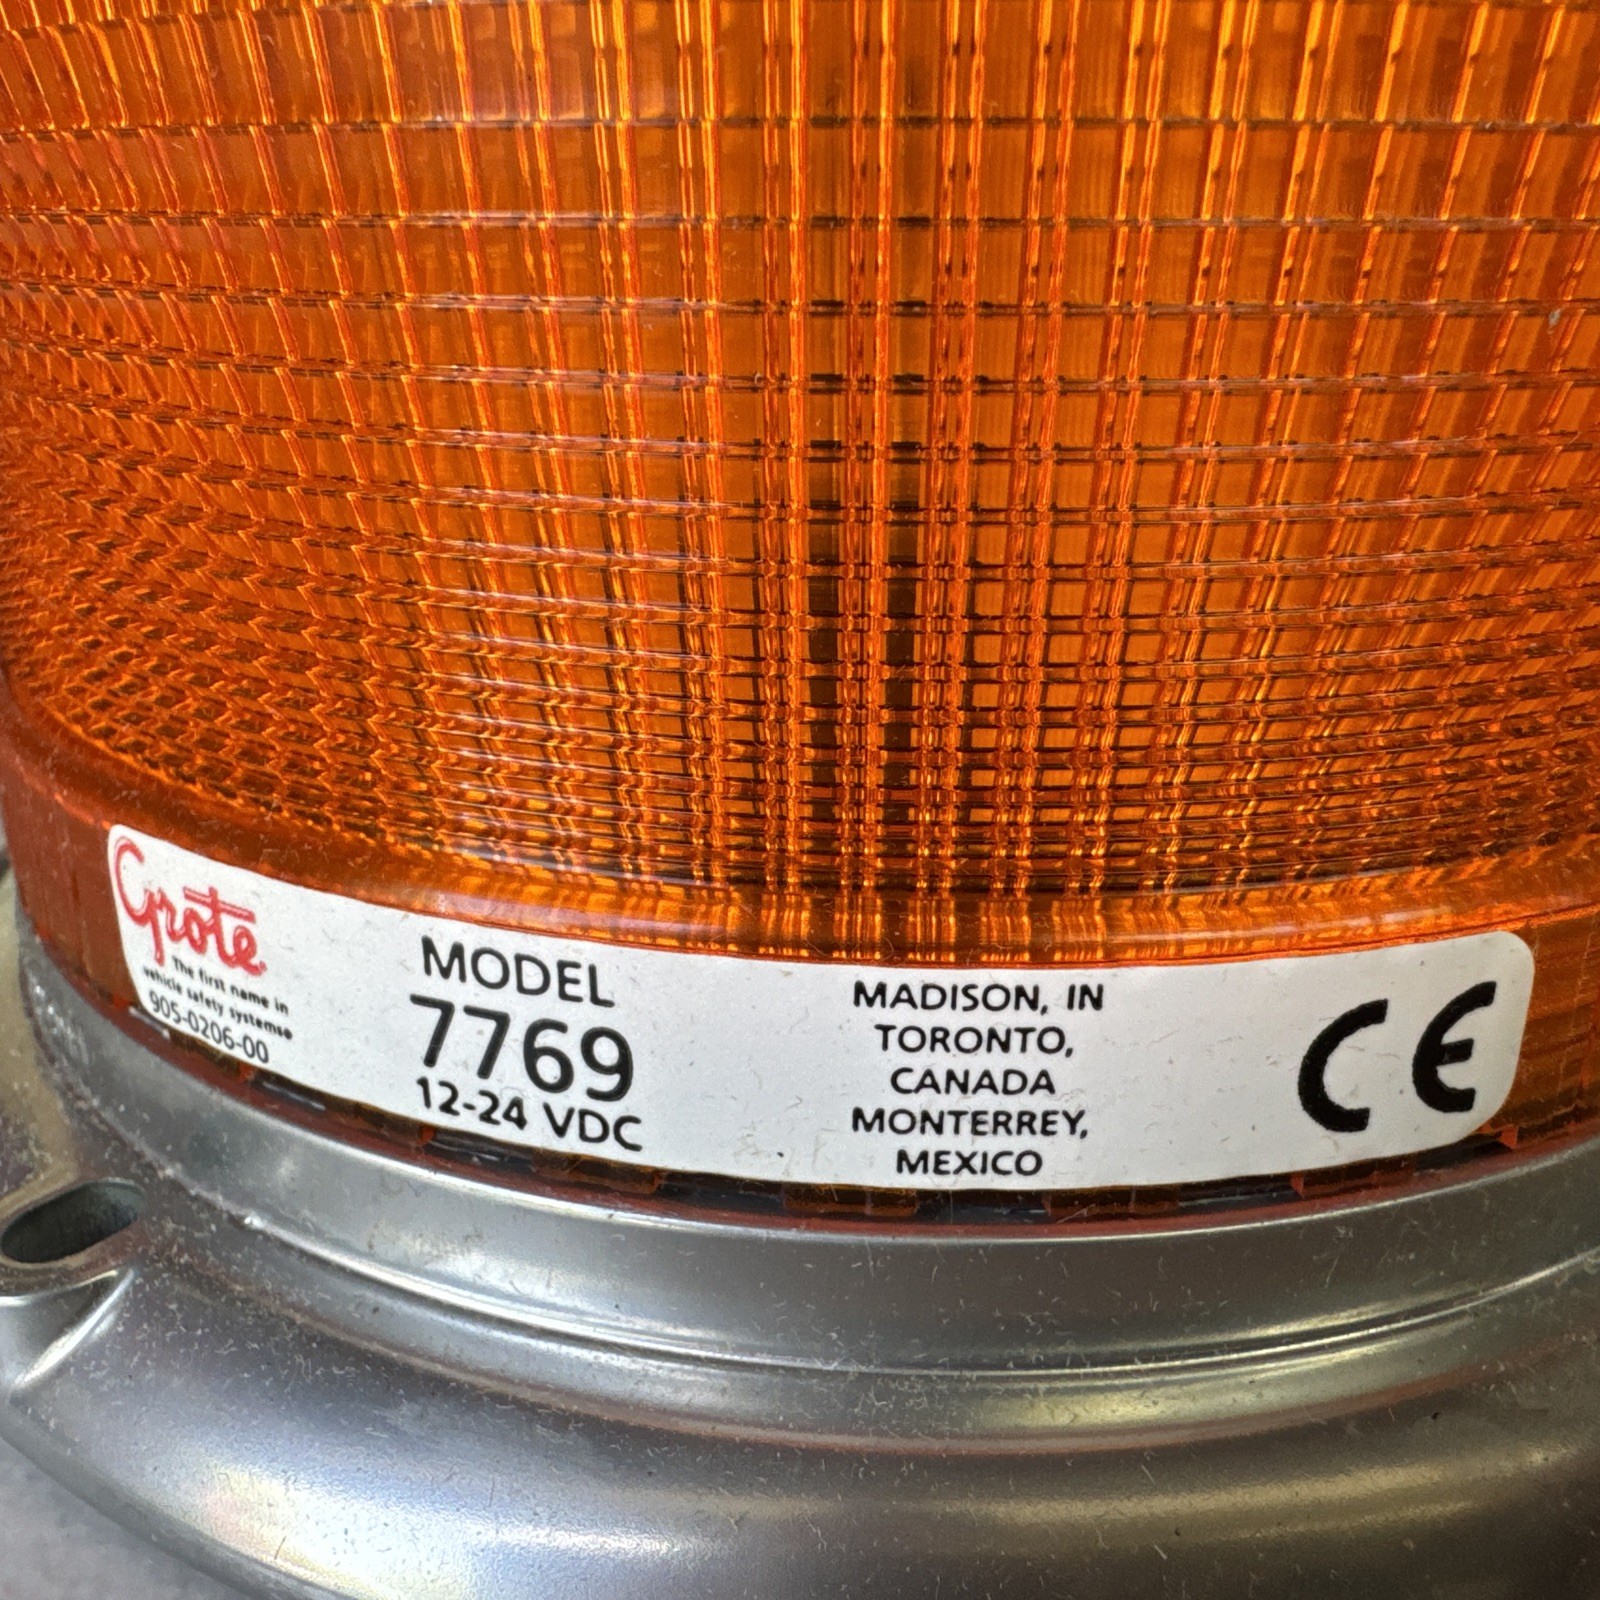 Grote
The first name in
vehicle safety systems®
905-0206-00
MODEL
7769
12-24 VDC
MADISON, IN
TORONTO,
CANADA
MONTERREY,
MEXICO
CE